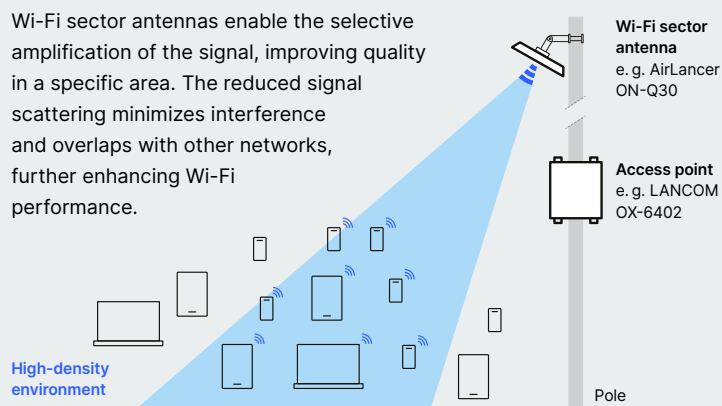 Wi-Fi sector antennas enable the selective
amplification of the signal, improving quality
in a specific area. The reduced signal
scattering minimizes interference
and overlaps with other networks,
further enhancing Wi-Fi
performance.
Wi-Fi sector
antenna
e. g. AirLancer
ON-Q30
Access point
e. g. LANCOM
OX-6402
High-density
environment
Pole